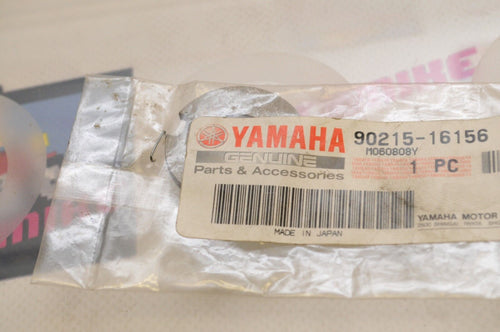 YAMAHA 90215-16156
M060808Y
GENUINE
1 PC
Parts & Accessories
YAMAHA MOTOR
MADE IN JAPAN